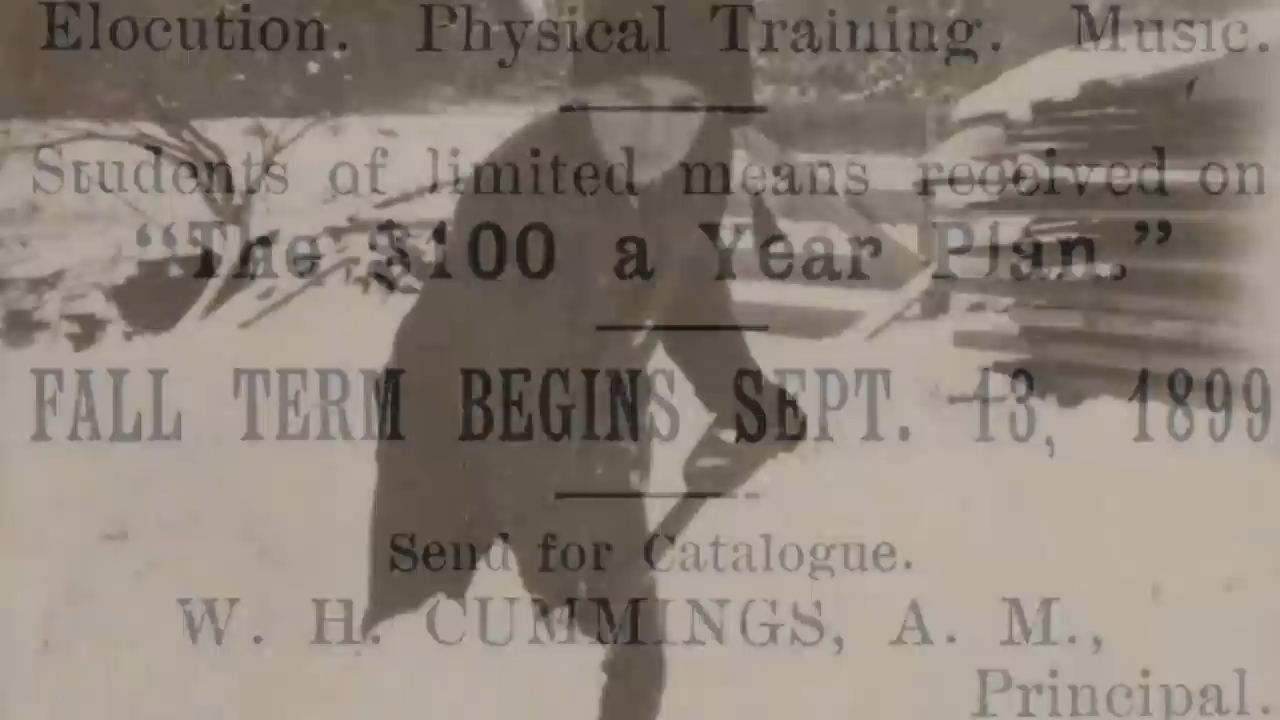 Elocution. Physical Training. Music.
Students of limited means received on
“The $100 a Year Plan.”
FALL TERM BEGINS SEPT. 13, 1899
Send for Catalogue.
W. H. CUMMINGS, A. M.,
Principal.